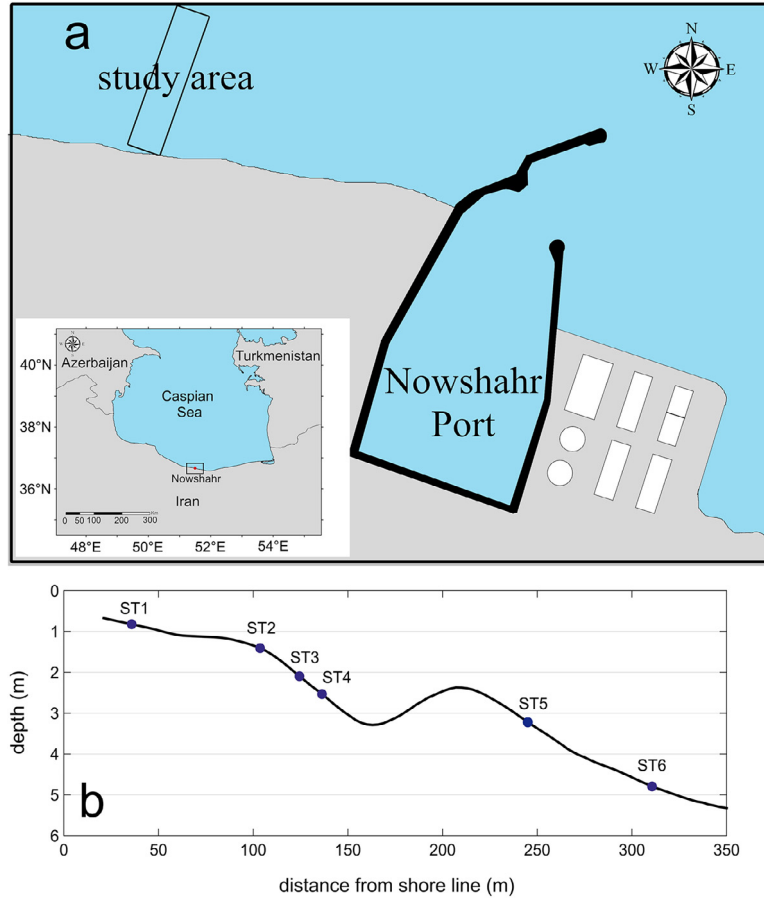 a
study area
N
W E
S
Nowshahr
Port
N
40°N
38°N
36°N
Azerbaijan
Turkmenistan
Caspian
Sea
Nowshahr
Iran
0 50 100 200 300
48°E 50°E 52°E 54°E
b
0
1
2
3
4
5
6
depth (m)
ST1
ST2
ST3
ST4
ST5
ST6
0 50 100 150 200 250 300 350
distance from shore line (m)